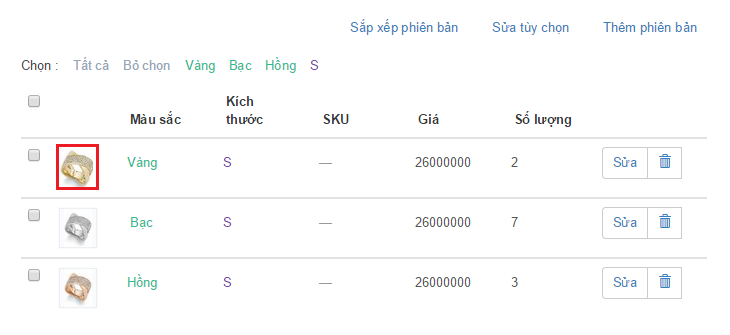 Sắp xếp phiên bản Sửa tùy chọn Thêm phiên bản
Chọn : Tất cả Bỏ chọn Vàng Bạc Hồng S
Màu sắc Kích thước SKU Giá Số lượng
Vàng S — 26000000 2 Sửa
Bạc S — 26000000 7 Sửa
Hồng S — 26000000 3 Sửa